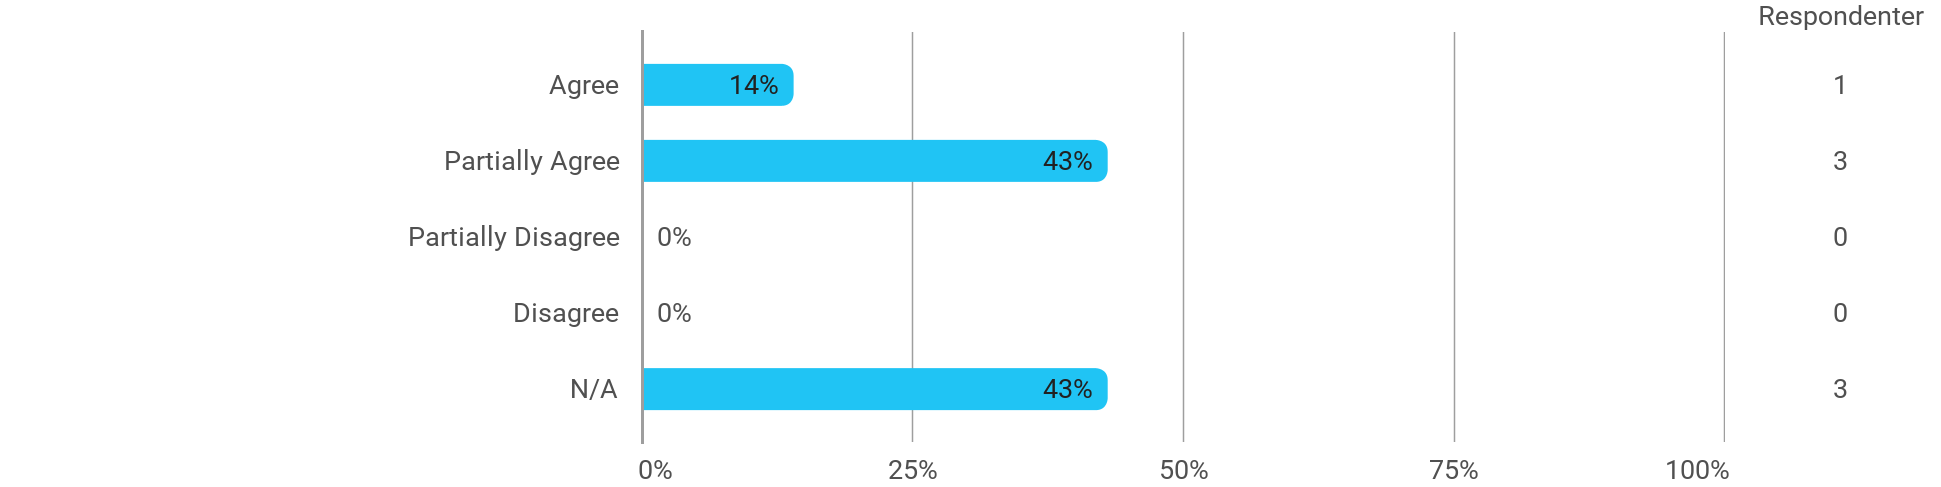 Respondenter
Agree 14% 1
Partially Agree 43% 3
Partially Disagree 0% 0
Disagree 0% 0
N/A 43% 3
0% 25% 50% 75% 100%